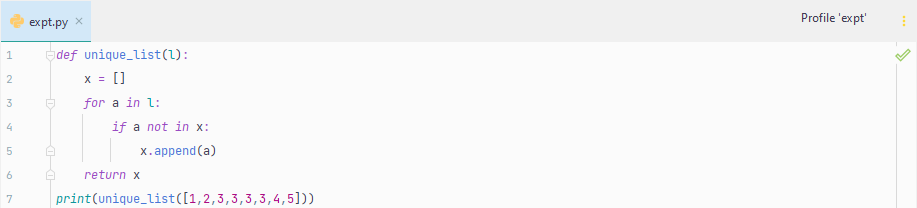 expt.py
Profile 'expt'
1 def unique_list(l):
2 x = []
3 for a in l:
4 if a not in x:
5 x.append(a)
6 return x
7 print(unique_list([1,2,3,3,3,3,4,5]))